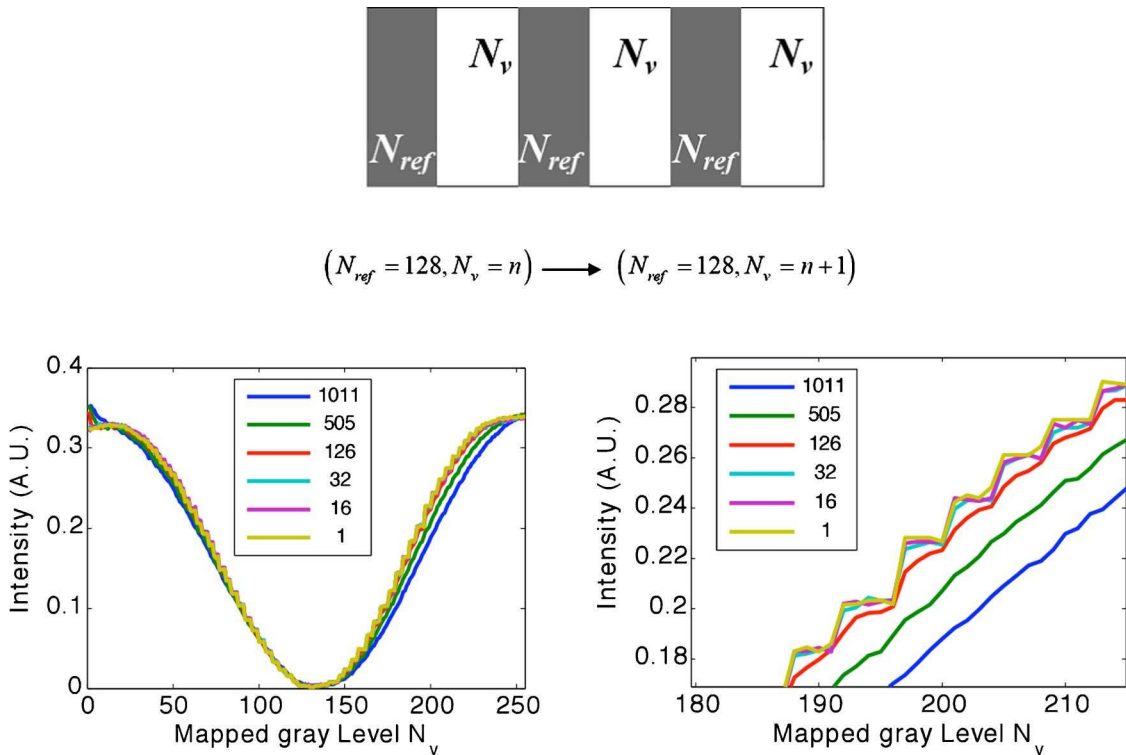 N_v N_v N_v
N_ref N_ref N_ref
(N_ref = 128, N_v = n) → (N_ref = 128, N_v = n+1)
0.4
0.3
0.2
0.1
0
Intensity (A.U.)
1011
505
126
32
16
1
0 50 100 150 200 250
Mapped gray Level N_v
0.28
0.26
0.24
0.22
0.2
0.18
Intensity (A.U.)
1011
505
126
32
16
1
180 190 200 210
Mapped gray Level N_v